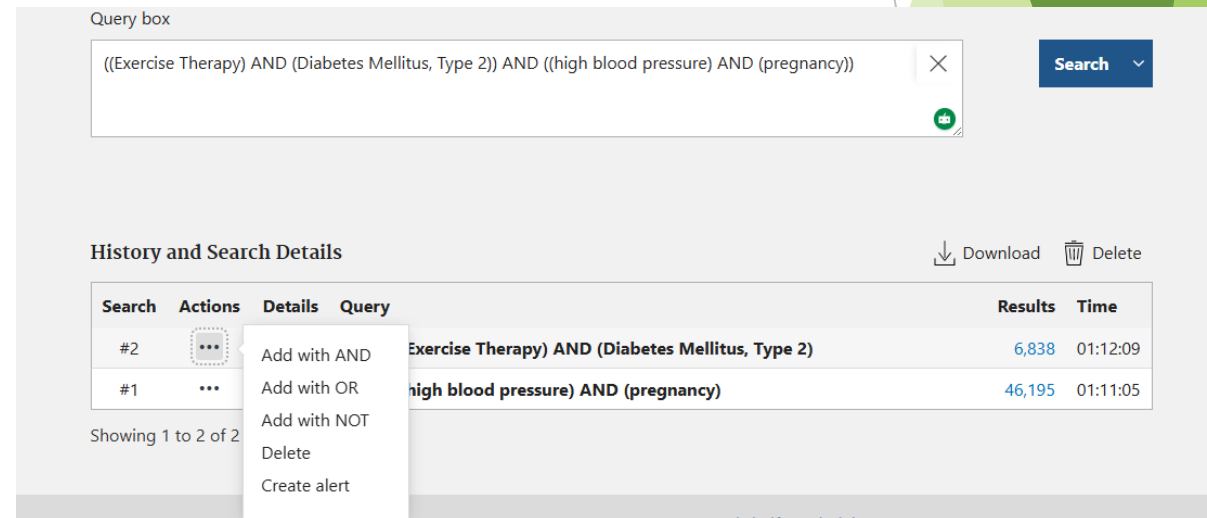 Query box
((Exercise Therapy) AND (Diabetes Mellitus, Type 2)) AND ((high blood pressure) AND (pregnancy))
Search
History and Search Details
Download Delete
Search Actions Details Query Results Time
#2 ••• Exercise Therapy) AND (Diabetes Mellitus, Type 2) 6,838 01:12:09
#1 ••• high blood pressure) AND (pregnancy) 46,195 01:11:05
Showing 1 to 2 of 2
Add with AND
Add with OR
Add with NOT
Delete
Create alert